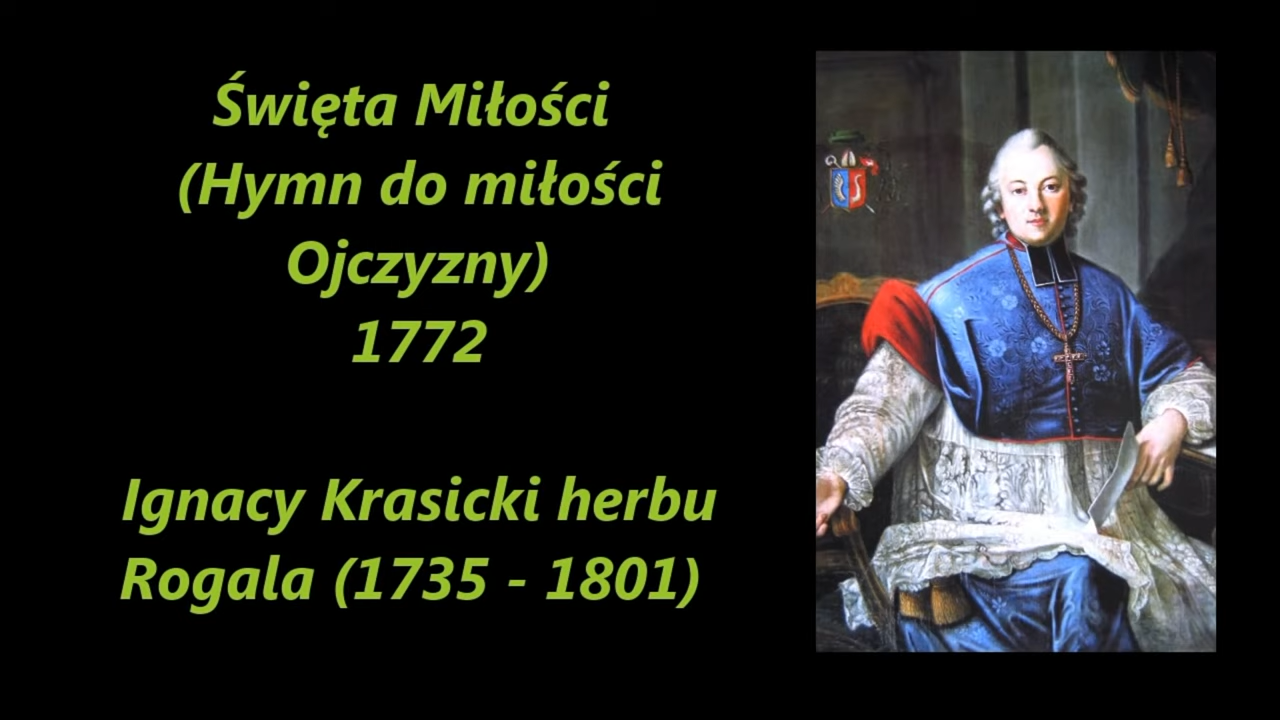 Święta Miłości
(Hymn do miłości
Ojczyzny)
1772
Ignacy Krasicki herbu
Rogala (1735 - 1801)